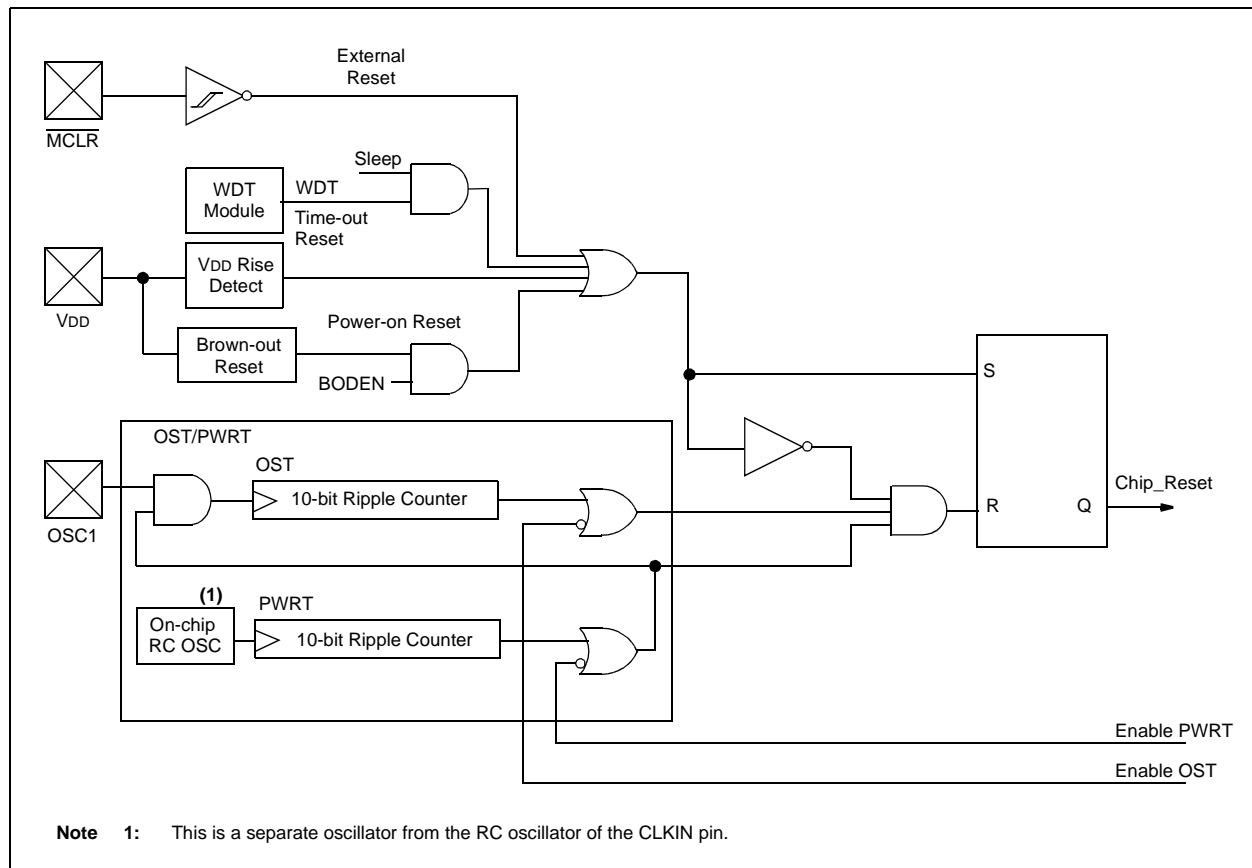 External
Reset
MCLR
Sleep
WDT
Module
WDT
Time-out
Reset
VDD
VDD Rise
Detect
Power-on Reset
Brown-out
Reset
BODEN
S
OST/PWRT
OST
OSC1
10-bit Ripple Counter
Chip_Reset
R
Q
(1)
On-chip
RC OSC
PWRT
10-bit Ripple Counter
Enable PWRT
Enable OST
Note 1: This is a separate oscillator from the RC oscillator of the CLKIN pin.